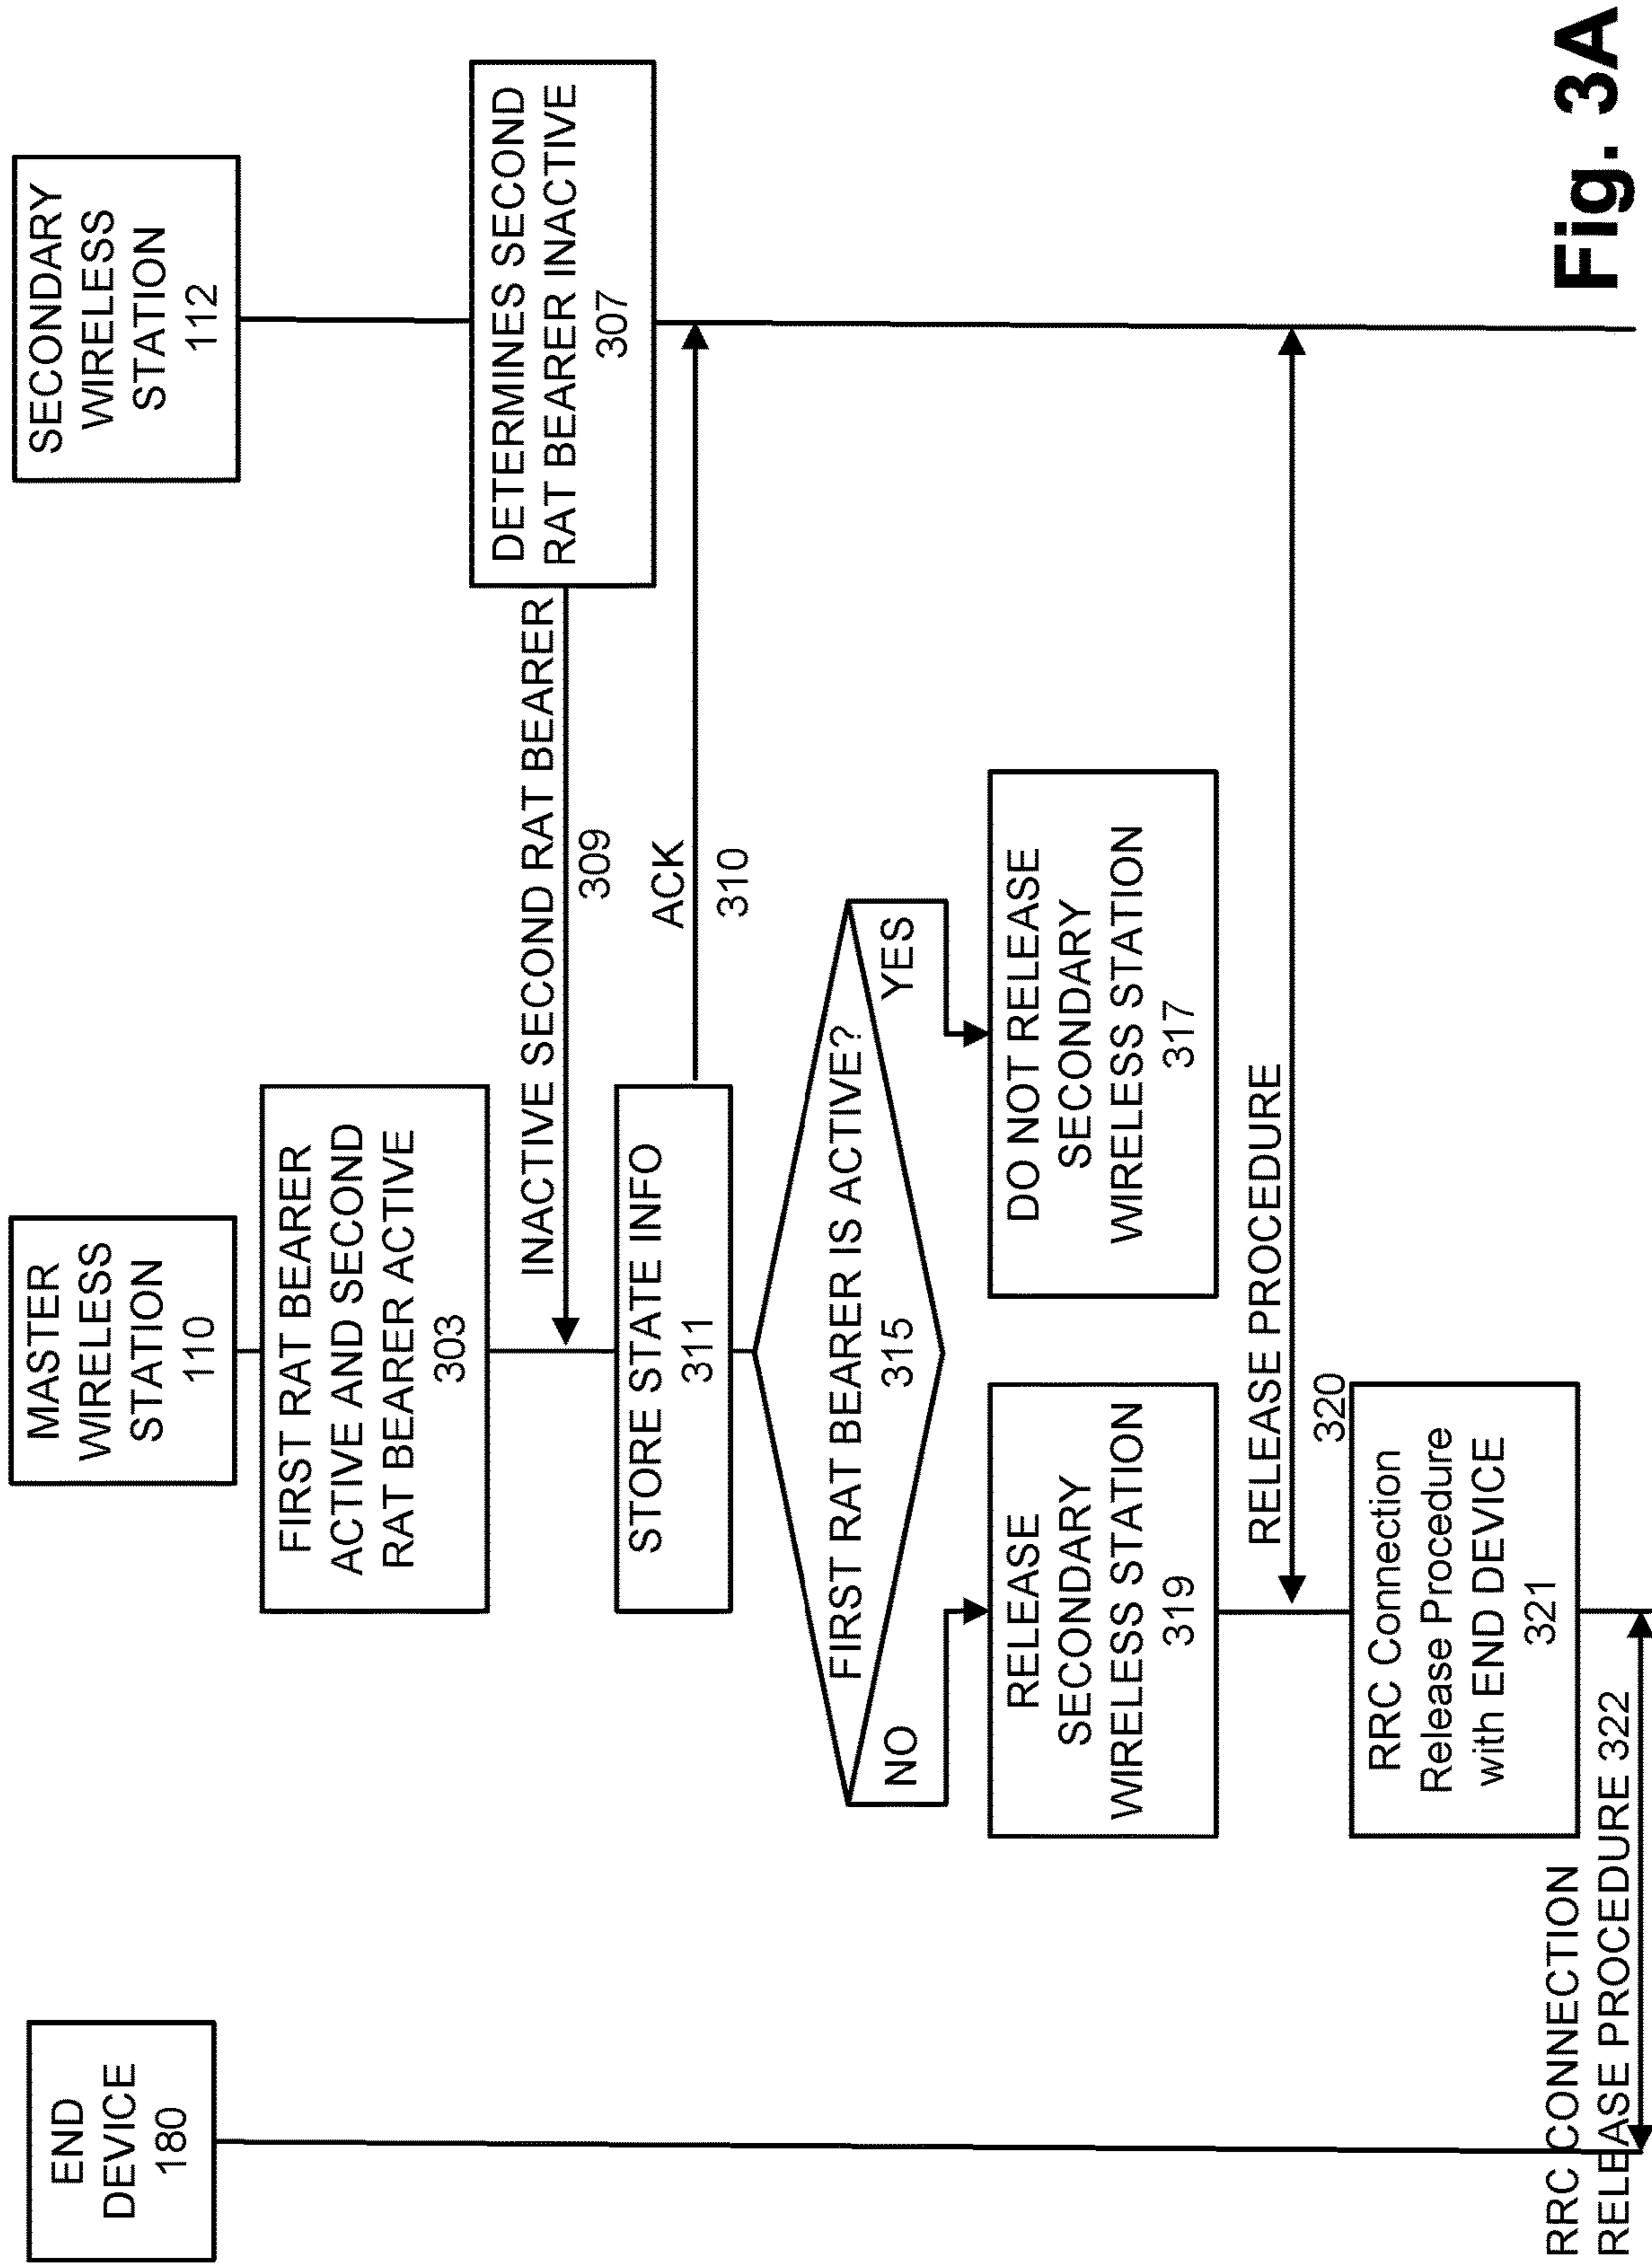 END
DEVICE
180
MASTER
WIRELESS
STATION
110
SECONDARY
WIRELESS
STATION
112
FIRST RAT BEARER
ACTIVE AND SECOND
RAT BEARER ACTIVE
303
DETERMINES SECOND
RAT BEARER INACTIVE
307
INACTIVE SECOND RAT BEARER
309
STORE STATE INFO
311
ACK
310
FIRST RAT BEARER IS ACTIVE?
315
NO
YES
RELEASE
SECONDARY
WIRELESS STATION
319
DO NOT RELEASE
SECONDARY
WIRELESS STATION
317
RELEASE PROCEDURE
320
RRC Connection
Release Procedure
with END DEVICE
321
RRC CONNECTION
RELEASE PROCEDURE 322
Fig. 3A